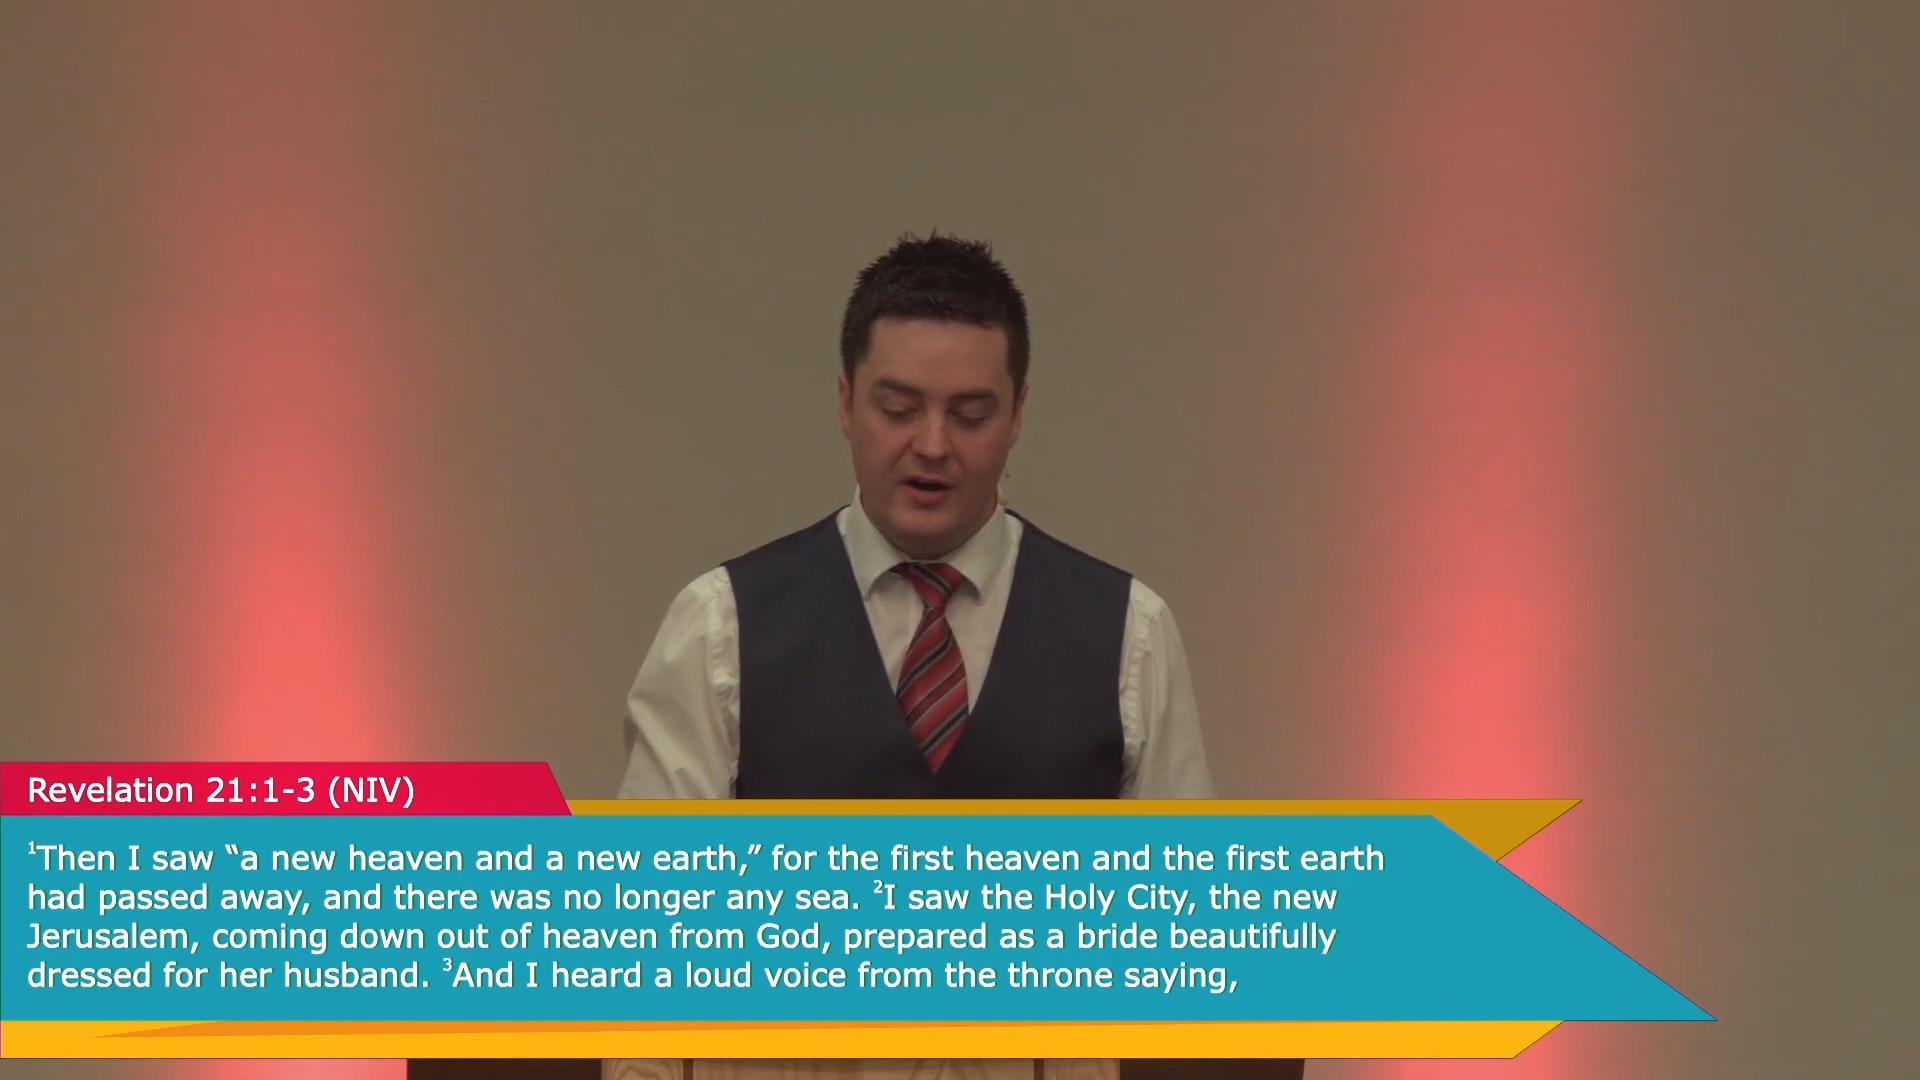 Revelation 21:1-3 (NIV)
¹Then I saw “a new heaven and a new earth,” for the first heaven and the first earth
had passed away, and there was no longer any sea. ²I saw the Holy City, the new
Jerusalem, coming down out of heaven from God, prepared as a bride beautifully
dressed for her husband. ³And I heard a loud voice from the throne saying,